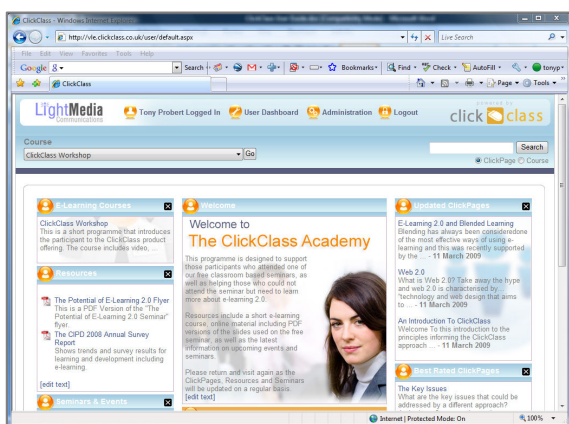 ClickClass - Windows Internet Explorer
http://vle.clickclass.co.uk/user/default.aspx
Live Search
File Edit View Favorites Tools Help
Google
Search
Bookmarks
Find
Check
AutoFill
tonyp
ClickClass
Page
Tools
LightMedia
Communications
Tony Probert Logged In
User Dashboard
Administration
Logout
powered by
click class
Course
ClickClass Workshop
Go
Search
ClickPage
Course
E-Learning Courses
ClickClass Workshop
This is a short programme that introduces
the participant to the ClickClass product
offering. The course includes video, ...
Resources
The Potential of E-Learning 2.0 Flyer
This is a PDF Version of the "The
Potential of E-Learning 2.0 Seminar"
flyer.
The CIPD 2008 Annual Survey
Report
Shows trends and survey results for
learning and development including
e-learning.
[edit text]
Seminars & Events
Welcome
Welcome to
The ClickClass Academy
This programme is designed to support
those participants who attended one of
our free classroom based seminars, as
well as helping those who could not
attend the seminar but need to learn
more about e-learning 2.0.
Resources include a short e-learning
course, online material including PDF
versions of the slides used on the free
seminar, as well as the latest
information on upcoming events and
seminars.
Please return and visit again as the
ClickPages, Resources and Seminars
will be updated on a regular basis.
[edit text]
Updated ClickPages
E-Learning 2.0 and Blended Learning
Blending has always been consideredone
of the most effective ways of using e-
learning and this was recently supported
by the ... - 11 March 2009
Web 2.0
What is Web 2.0? Take away the hype
and web 2.0 is characterised by...
"technology and web design that aims
to ... - 11 March 2009
An Introduction To ClickClass
Welcome To this introduction to the
principles informing the ClickClass
approach ... - 11 March 2009
Best Rated ClickPages
The Key Issues
What are the key issues that could be
addressed by a different approach?
Internet | Protected Mode: On
100%